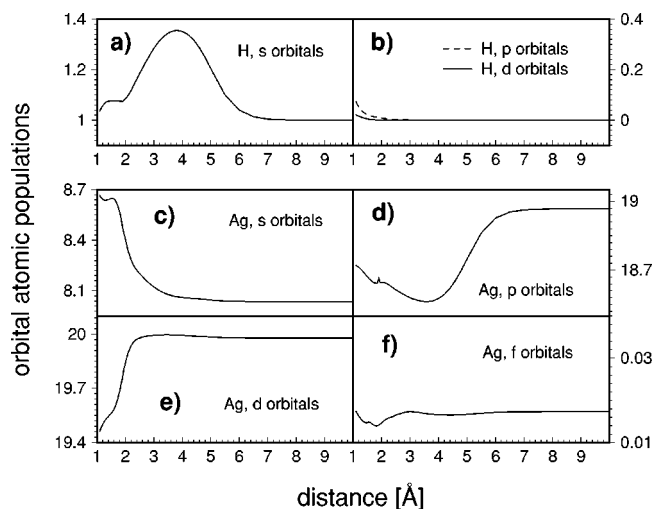 1.4
1.2
1
a)
H, s orbitals
1 2 3 4 5 6 7 8 9
b)
H, p orbitals
H, d orbitals
0.4
0.2
0
1 2 3 4 5 6 7 8 9
orbital atomic populations
8.7
8.4
8.1
c)
Ag, s orbitals
d)
Ag, p orbitals
19
18.7
20
19.7
19.4
e)
Ag, d orbitals
1 2 3 4 5 6 7 8 9
f)
Ag, f orbitals
0.03
0.01
1 2 3 4 5 6 7 8 9
distance [Å]